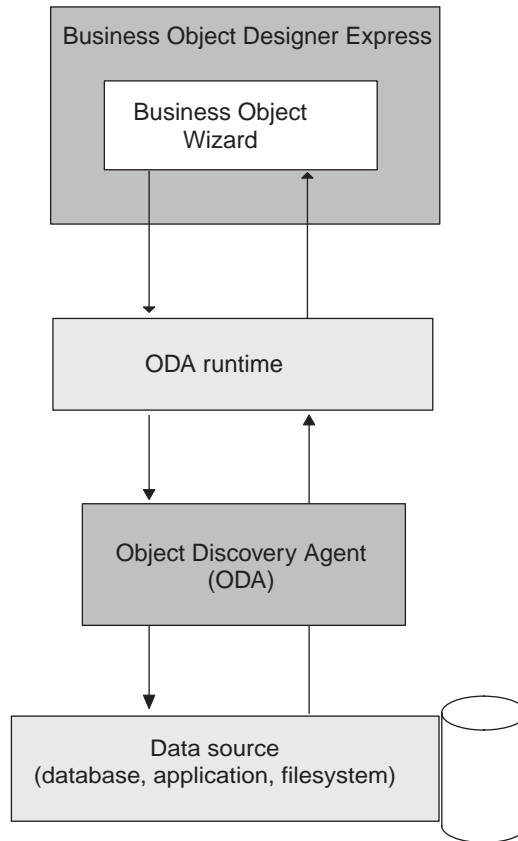 Business Object Designer Express
Business Object
Wizard
ODA runtime
Object Discovery Agent
(ODA)
Data source
(database, application, filesystem)